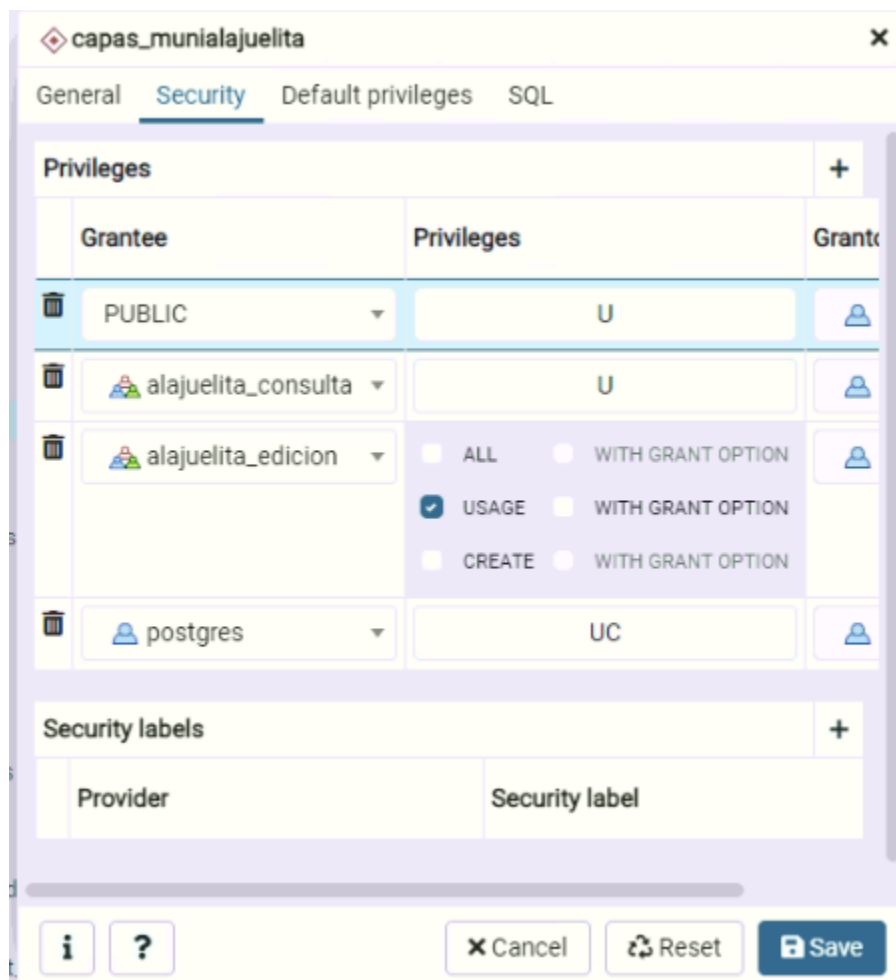 capas_munialajuelita
General Security Default privileges SQL
Privileges
Grantee Privileges
PUBLIC U
alajuelita_consulta U
alajuelita_edicion ALL WITH GRANT OPTION
USAGE WITH GRANT OPTION
CREATE WITH GRANT OPTION
postgres UC
Security labels
Provider Security label
i ? Cancel Reset Save